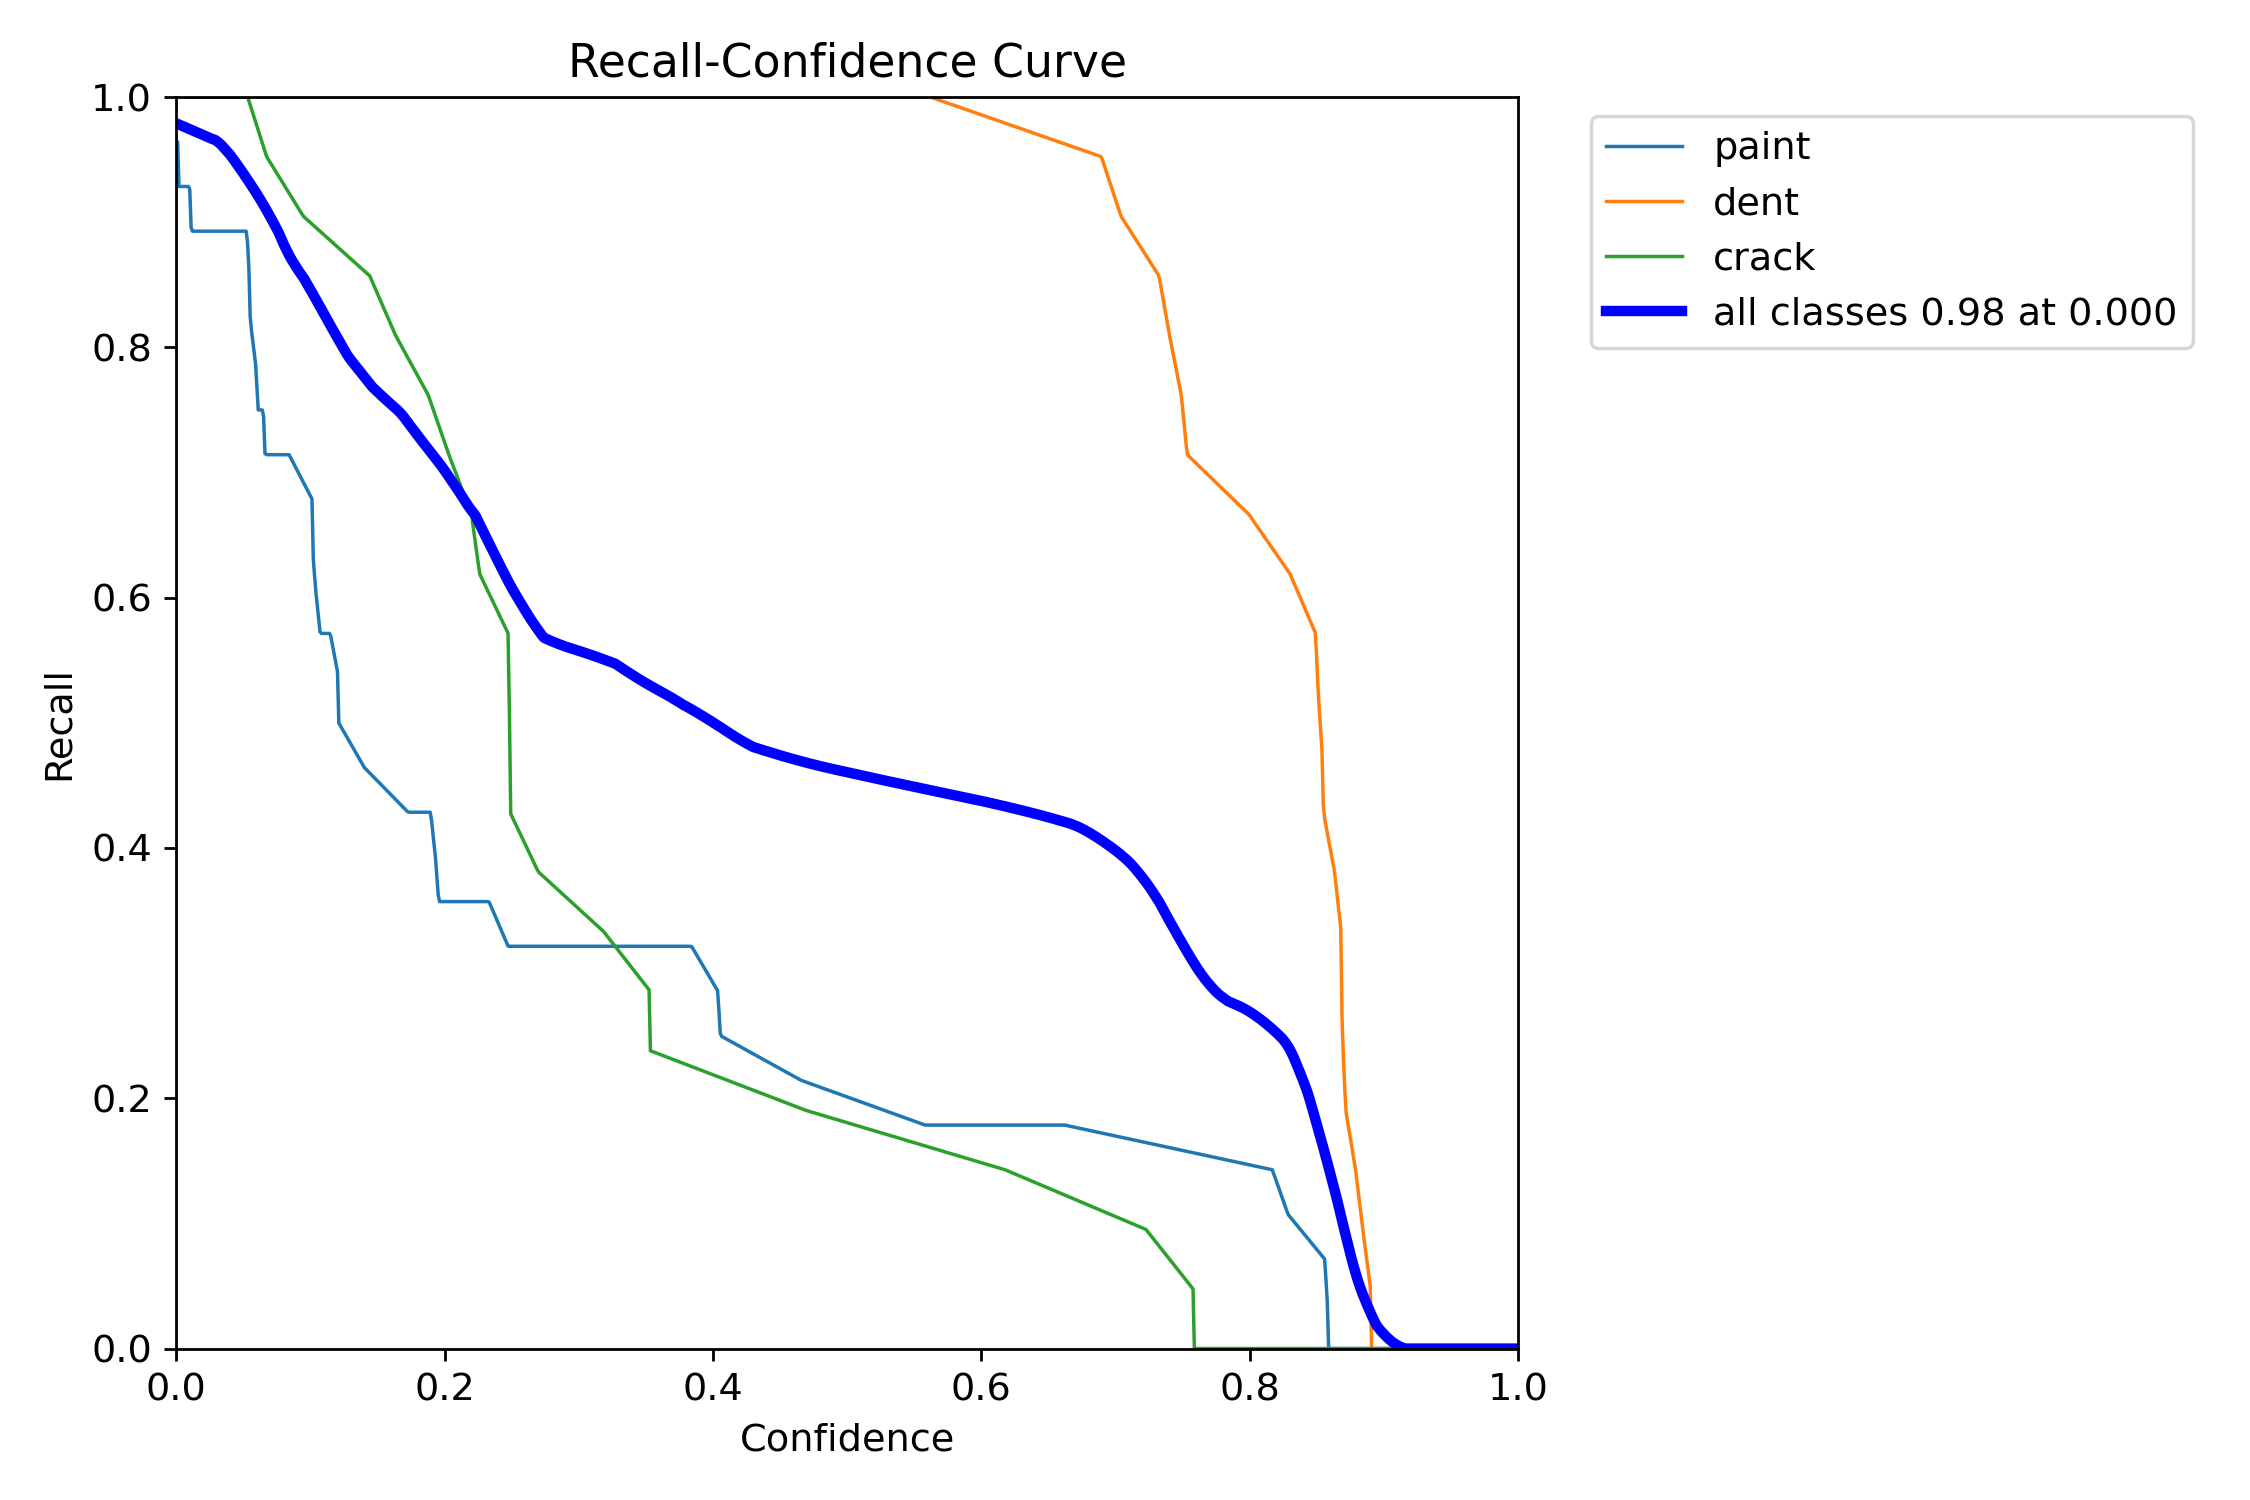 Recall-Confidence Curve
1.0
0.8
0.6
0.4
0.2
0.0
Recall
0.0 0.2 0.4 0.6 0.8 1.0
Confidence
paint
dent
crack
all classes 0.98 at 0.000